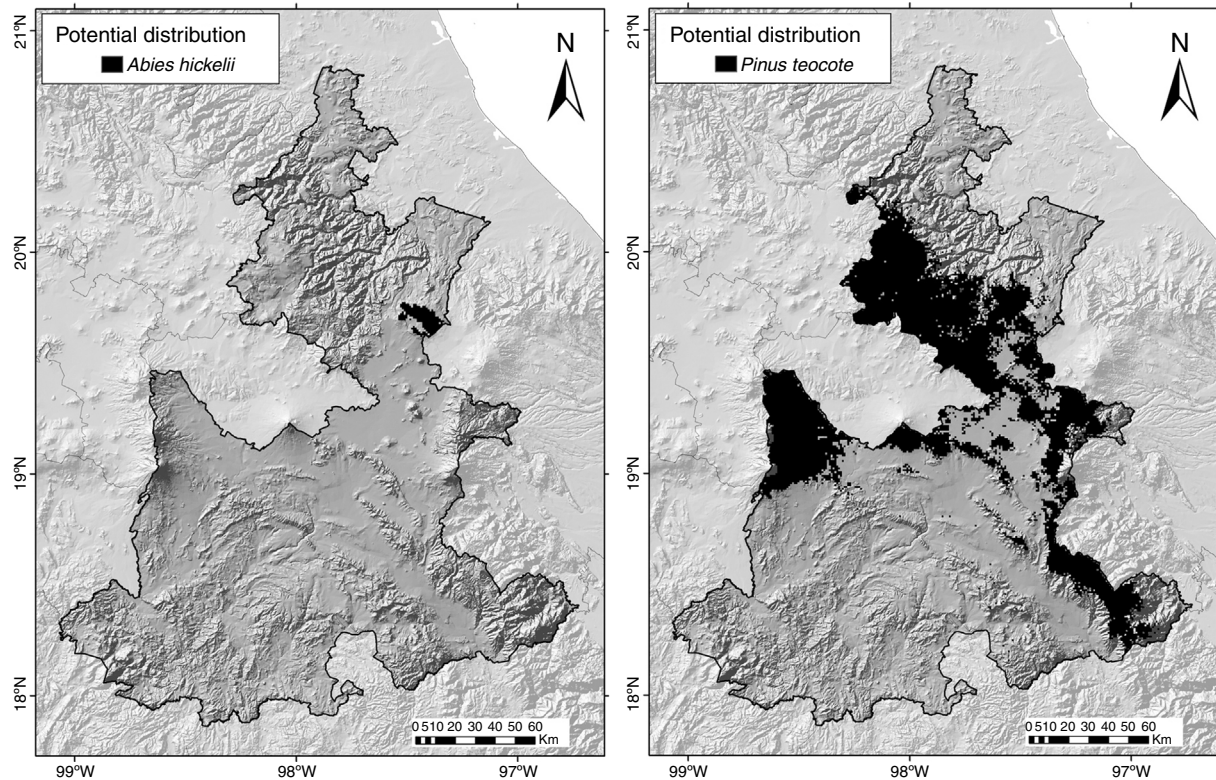 Potential distribution
Abies hickelii
N
21°N
20°N
19°N
18°N
99°W
98°W
97°W
0 5 10 20 30 40 50 60
Km
Potential distribution
Pinus teocote
N
21°N
20°N
19°N
18°N
99°W
98°W
97°W
0 5 10 20 30 40 50 60
Km